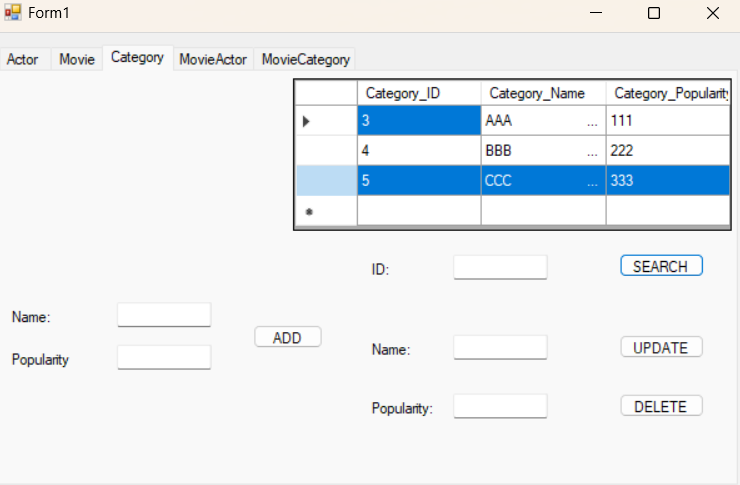 Form1
Actor Movie Category MovieActor MovieCategory
Category_ID Category_Name Category_Popularity
3 AAA ... 111
4 BBB ... 222
5 CCC ... 333
ID: SEARCH
Name:
ADD
Popularity
Name: UPDATE
Popularity: DELETE